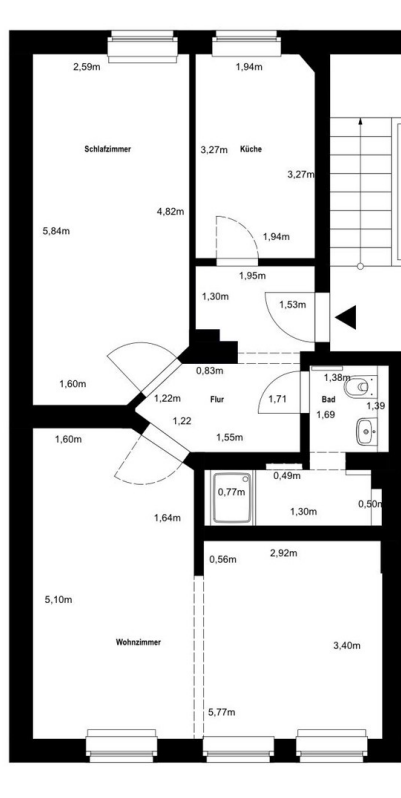 2,59m
1,94m
Schlafzimmer
3,27m
Küche
3,27m
4,82m
5,84m
1,94m
1,95m
1,30m
1,53m
0,83m
1,38m
1,60m
1,22m
Flur
1,71
Bad
1,39
1,69
1,22
1,60m
1,55m
0,49m
0,77m
0,50m
1,64m
1,30m
0,56m
2,92m
5,10m
Wohnzimmer
3,40m
5,77m